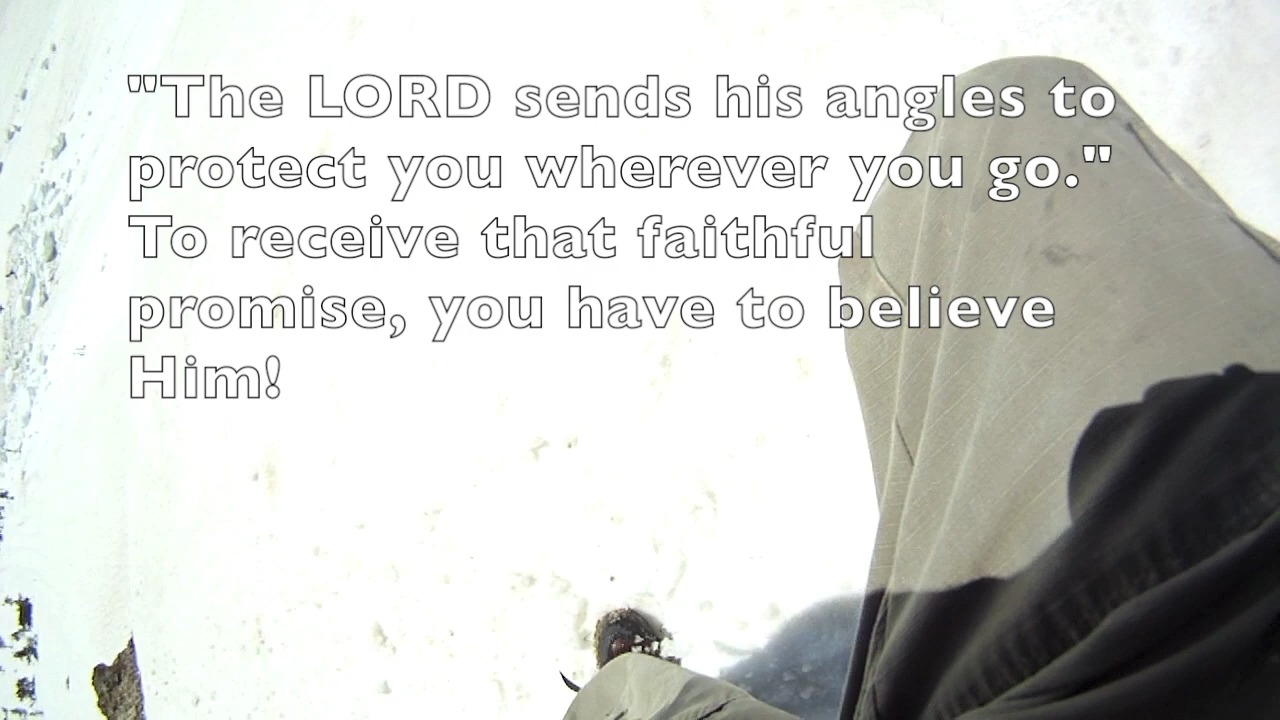 "The LORD sends his angles to
protect you wherever you go."
To receive that faithful
promise, you have to believe
Him!